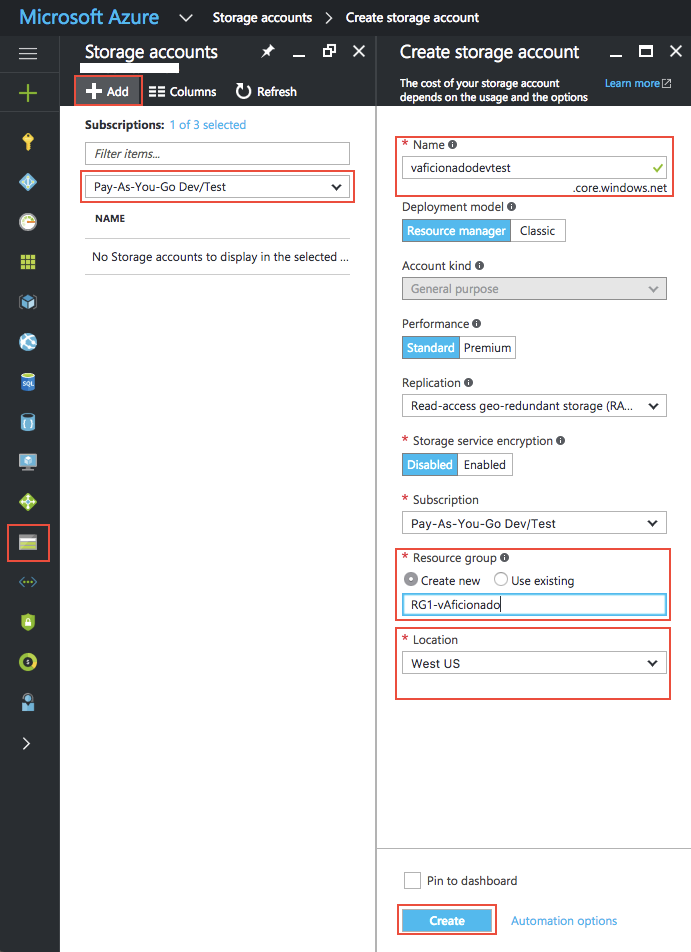 Microsoft Azure
Storage accounts > Create storage account
Storage accounts
Add
Columns
Refresh
Subscriptions: 1 of 3 selected
Filter items...
Pay-As-You-Go Dev/Test
NAME
No Storage accounts to display in the selected ...
SQL
Create storage account
The cost of your storage account
depends on the usage and the options
Learn more
* Name
vaficionadodevtest
.core.windows.net
Deployment model
Resource manager
Classic
Account kind
General purpose
Performance
Standard
Premium
Replication
Read-access geo-redundant storage (RA...
* Storage service encryption
Disabled
Enabled
* Subscription
Pay-As-You-Go Dev/Test
* Resource group
Create new
Use existing
RG1-vAficionado
* Location
West US
Pin to dashboard
Create
Automation options